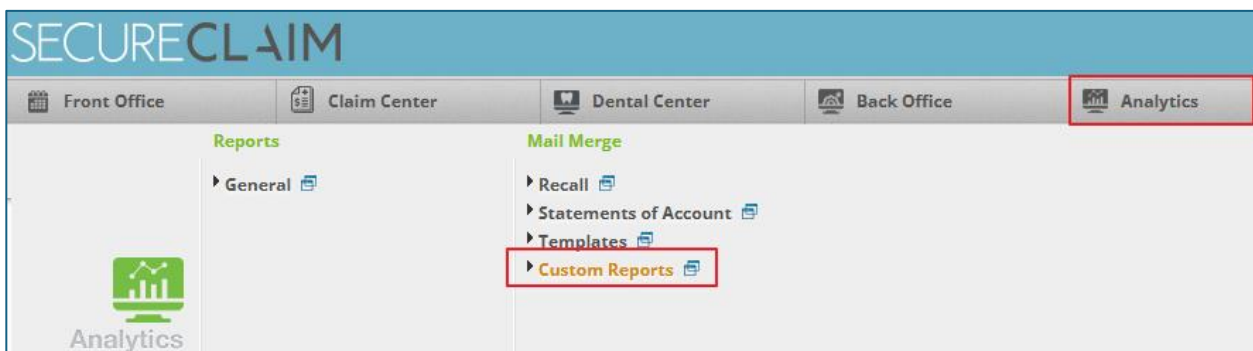 SECURECLAIM
Front Office
Claim Center
Dental Center
Back Office
Analytics
Reports
General
Mail Merge
Recall
Statements of Account
Templates
Custom Reports
Analytics